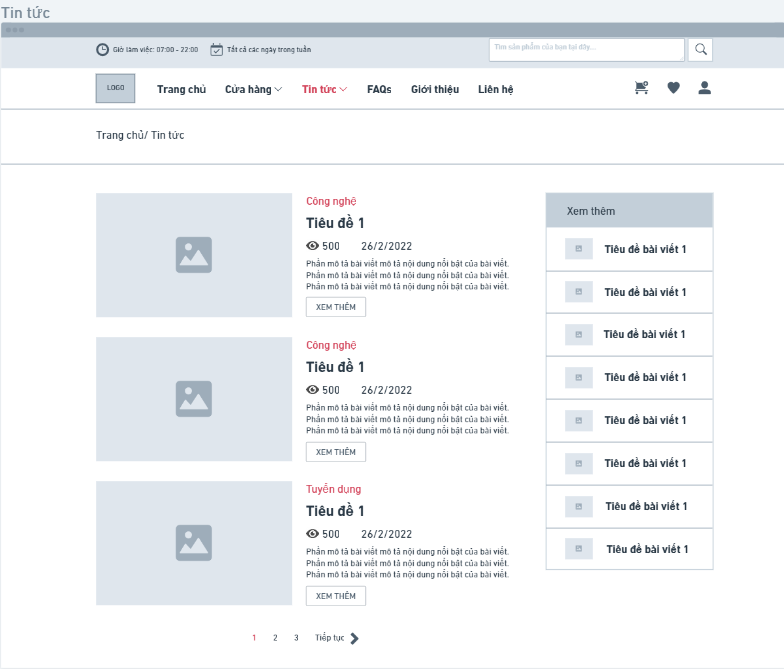 Tin tức
Giờ làm việc: 07:00 - 22:00
Tất cả các ngày trong tuần
Tìm sản phẩm của bạn tại đây...
LOGO
Trang chủ
Cửa hàng
Tin tức
FAQs
Giới thiệu
Liên hệ
Trang chủ/ Tin tức
Công nghệ
Tiêu đề 1
500 26/2/2022
Phần mô tả bài viết mô tả nội dung nổi bật của bài viết.
Phần mô tả bài viết mô tả nội dung nổi bật của bài viết.
Phần mô tả bài viết mô tả nội dung nổi bật của bài viết.
XEM THÊM
Công nghệ
Tiêu đề 1
500 26/2/2022
Phần mô tả bài viết mô tả nội dung nổi bật của bài viết.
Phần mô tả bài viết mô tả nội dung nổi bật của bài viết.
Phần mô tả bài viết mô tả nội dung nổi bật của bài viết.
XEM THÊM
Tuyển dụng
Tiêu đề 1
500 26/2/2022
Phần mô tả bài viết mô tả nội dung nổi bật của bài viết.
Phần mô tả bài viết mô tả nội dung nổi bật của bài viết.
Phần mô tả bài viết mô tả nội dung nổi bật của bài viết.
XEM THÊM
1 2 3 Tiếp tục
Xem thêm
Tiêu đề bài viết 1
Tiêu đề bài viết 1
Tiêu đề bài viết 1
Tiêu đề bài viết 1
Tiêu đề bài viết 1
Tiêu đề bài viết 1
Tiêu đề bài viết 1
Tiêu đề bài viết 1